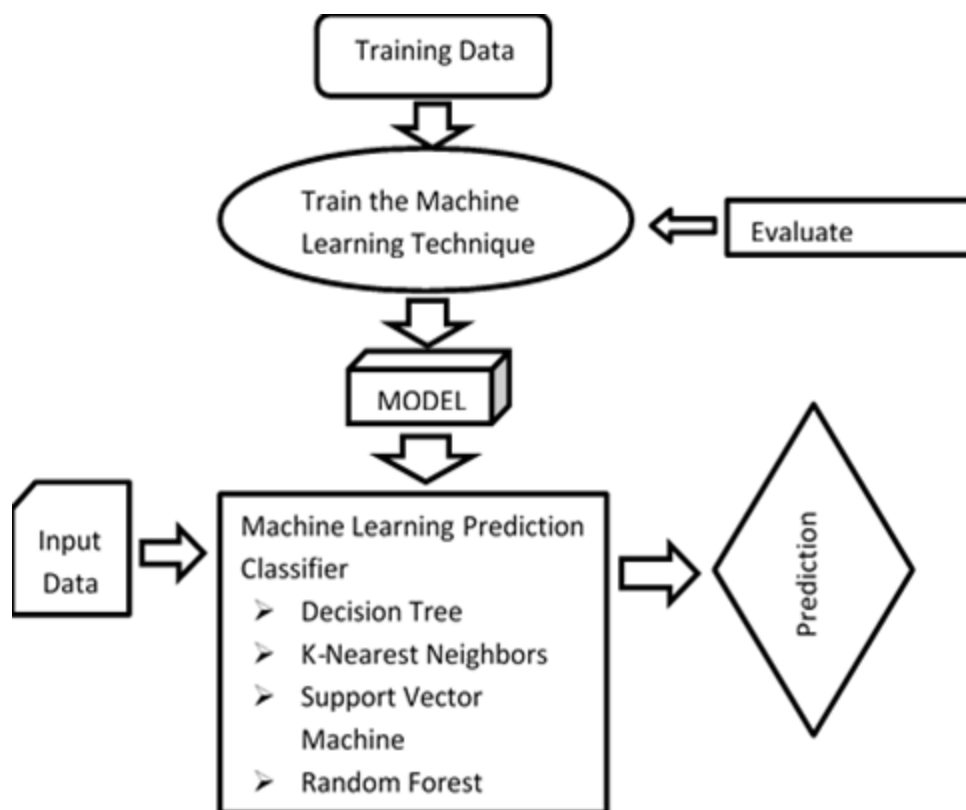 Training Data
Train the Machine
Learning Technique
Evaluate
MODEL
Input
Data
Machine Learning Prediction
Classifier
➢ Decision Tree
➢ K-Nearest Neighbors
➢ Support Vector
Machine
➢ Random Forest
Prediction